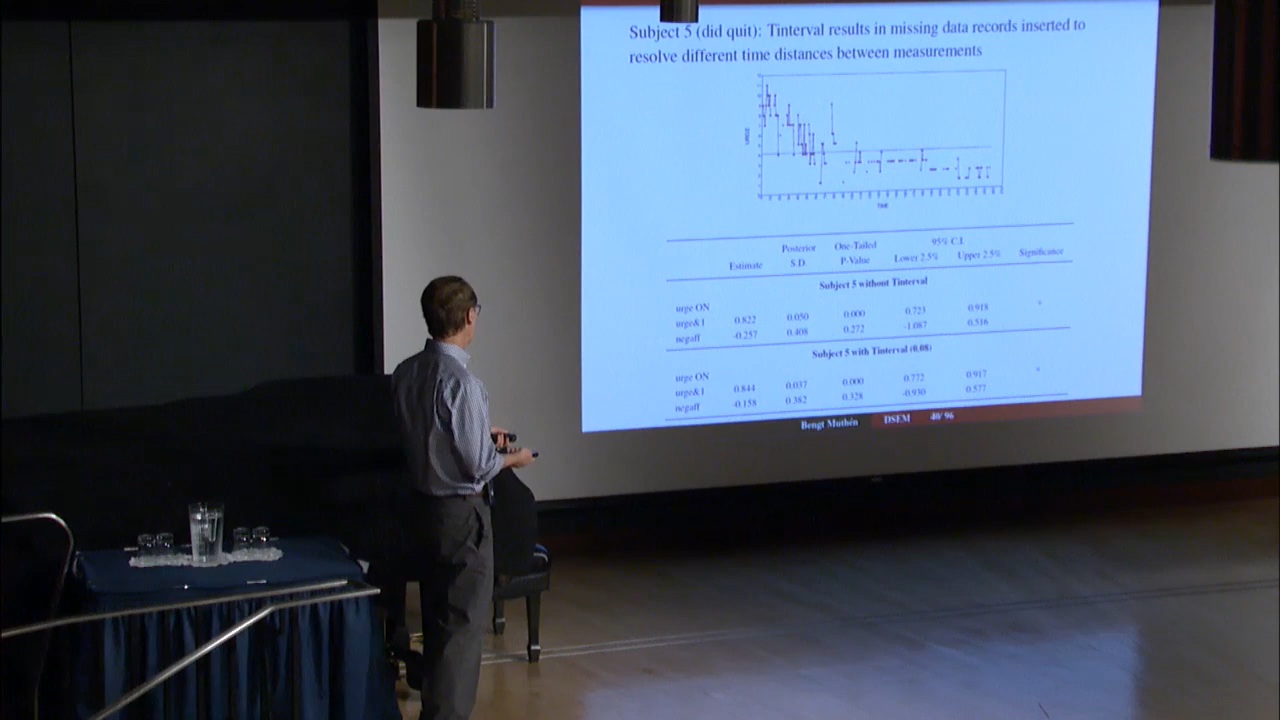 Subject 5 (did quit): Tinterval results in missing data records inserted to
resolve different time distances between measurements
URGE
TIME
Posterior One-Tailed 95% C.I.
Estimate S.D. P-Value Lower 2.5% Upper 2.5% Significance
Subject 5 without Tinterval
urge ON
urge&1 0.822 0.050 0.000 0.723 0.918 *
negaff -0.257 0.408 0.272 -1.087 0.516
Subject 5 with Tinterval (0.08)
urge ON
urge&1 0.844 0.037 0.000 0.772 0.917 *
negaff -0.158 0.382 0.328 -0.930 0.577
Bengt Muthén DSEM 40/ 96